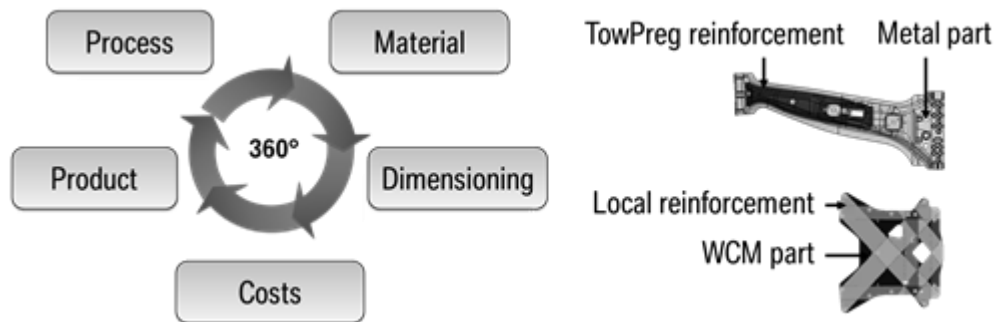 Process
Material
360°
Product
Dimensioning
Costs
TowPreg reinforcement
Metal part
Local reinforcement
WCM part